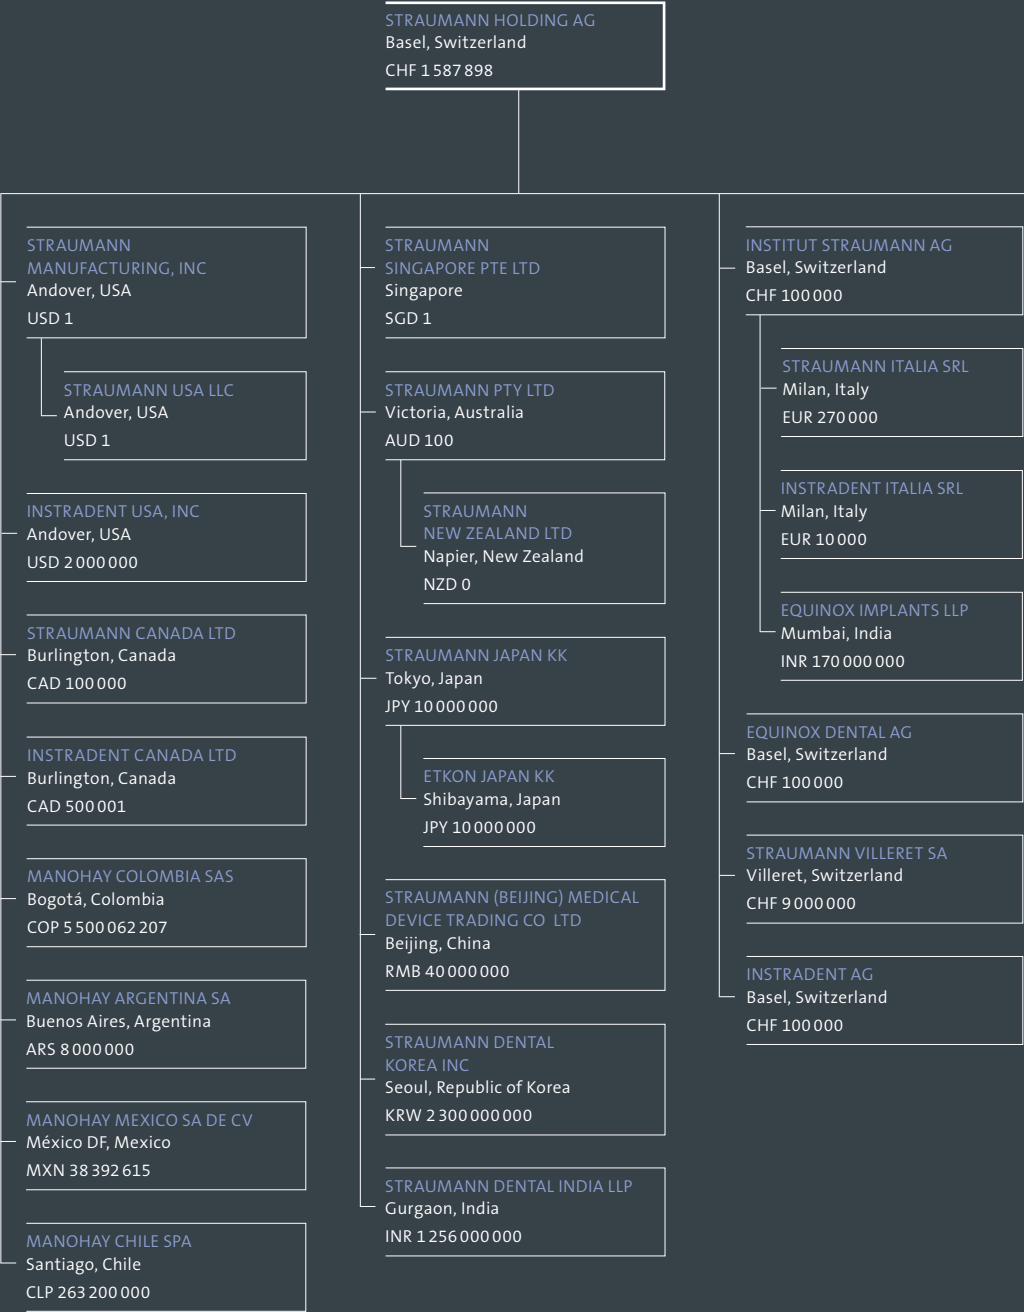 STRAUMANN HOLDING AG
Basel, Switzerland
CHF 1 587 898
STRAUMANN
MANUFACTURING, INC
Andover, USA
USD 1
STRAUMANN USA LLC
Andover, USA
USD 1
INSTRADENT USA, INC
Andover, USA
USD 2 000 000
STRAUMANN CANADA LTD
Burlington, Canada
CAD 100 000
INSTRADENT CANADA LTD
Burlington, Canada
CAD 500 001
MANOHAY COLOMBIA SAS
Bogotá, Colombia
COP 5 500 062 207
MANOHAY ARGENTINA SA
Buenos Aires, Argentina
ARS 8 000 000
MANOHAY MEXICO SA DE CV
México DF, Mexico
MXN 38 392 615
MANOHAY CHILE SPA
Santiago, Chile
CLP 263 200 000
STRAUMANN
SINGAPORE PTE LTD
Singapore
SGD 1
STRAUMANN PTY LTD
Victoria, Australia
AUD 100
STRAUMANN
NEW ZEALAND LTD
Napier, New Zealand
NZD 0
STRAUMANN JAPAN KK
Tokyo, Japan
JPY 10 000 000
ETKON JAPAN KK
Shibayama, Japan
JPY 10 000 000
STRAUMANN (BEIJING) MEDICAL
DEVICE TRADING CO LTD
Beijing, China
RMB 40 000 000
STRAUMANN DENTAL
KOREA INC
Seoul, Republic of Korea
KRW 2 300 000 000
STRAUMANN DENTAL INDIA LLP
Gurgaon, India
INR 1 256 000 000
INSTITUT STRAUMANN AG
Basel, Switzerland
CHF 100 000
STRAUMANN ITALIA SRL
Milan, Italy
EUR 270 000
INSTRADENT ITALIA SRL
Milan, Italy
EUR 10 000
EQUINOX IMPLANTS LLP
Mumbai, India
INR 170 000 000
EQUINOX DENTAL AG
Basel, Switzerland
CHF 100 000
STRAUMANN VILLERET SA
Villeret, Switzerland
CHF 9 000 000
INSTRADENT AG
Basel, Switzerland
CHF 100 000